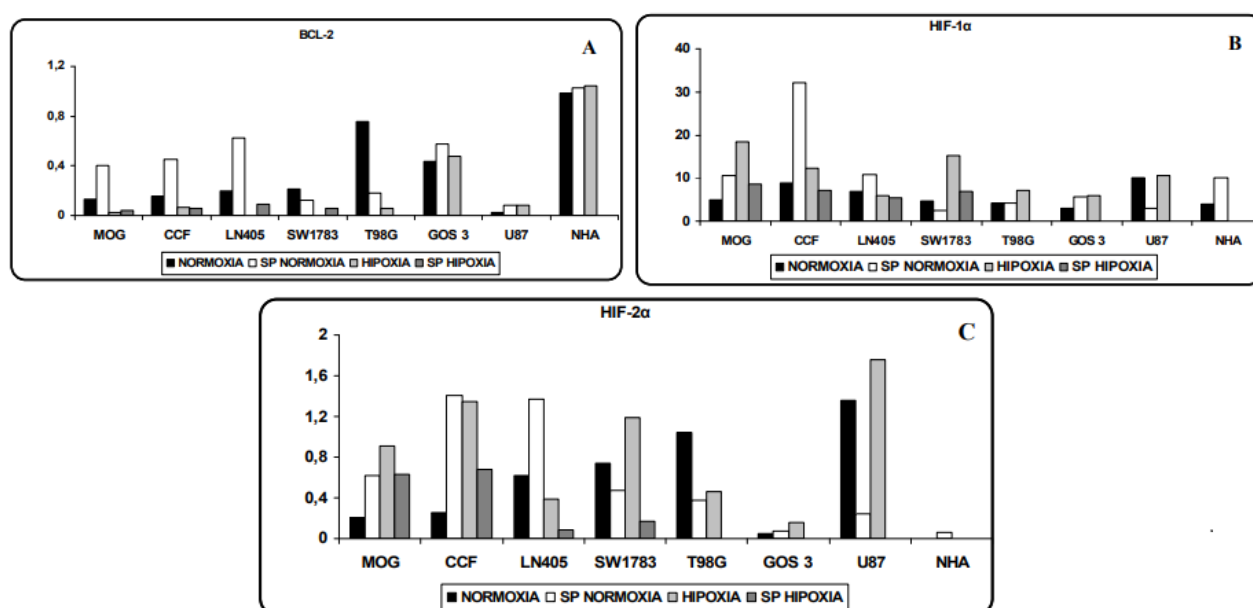 BCL-2
A
1,2
0,8
0,4
0
MOG CCF LN405 SW1783 T98G GOS 3 U87 NHA
NORMOXIA SP NORMOXIA HIPOXIA SP HIPOXIA
HIF-1α
B
40
30
20
10
0
MOG CCF LN405 SW1783 T98G GOS 3 U87 NHA
NORMOXIA SP NORMOXIA HIPOXIA SP HIPOXIA
HIF-2α
C
2
1,6
1,2
0,8
0,4
0
MOG CCF LN405 SW1783 T98G GOS 3 U87 NHA
NORMOXIA SP NORMOXIA HIPOXIA SP HIPOXIA